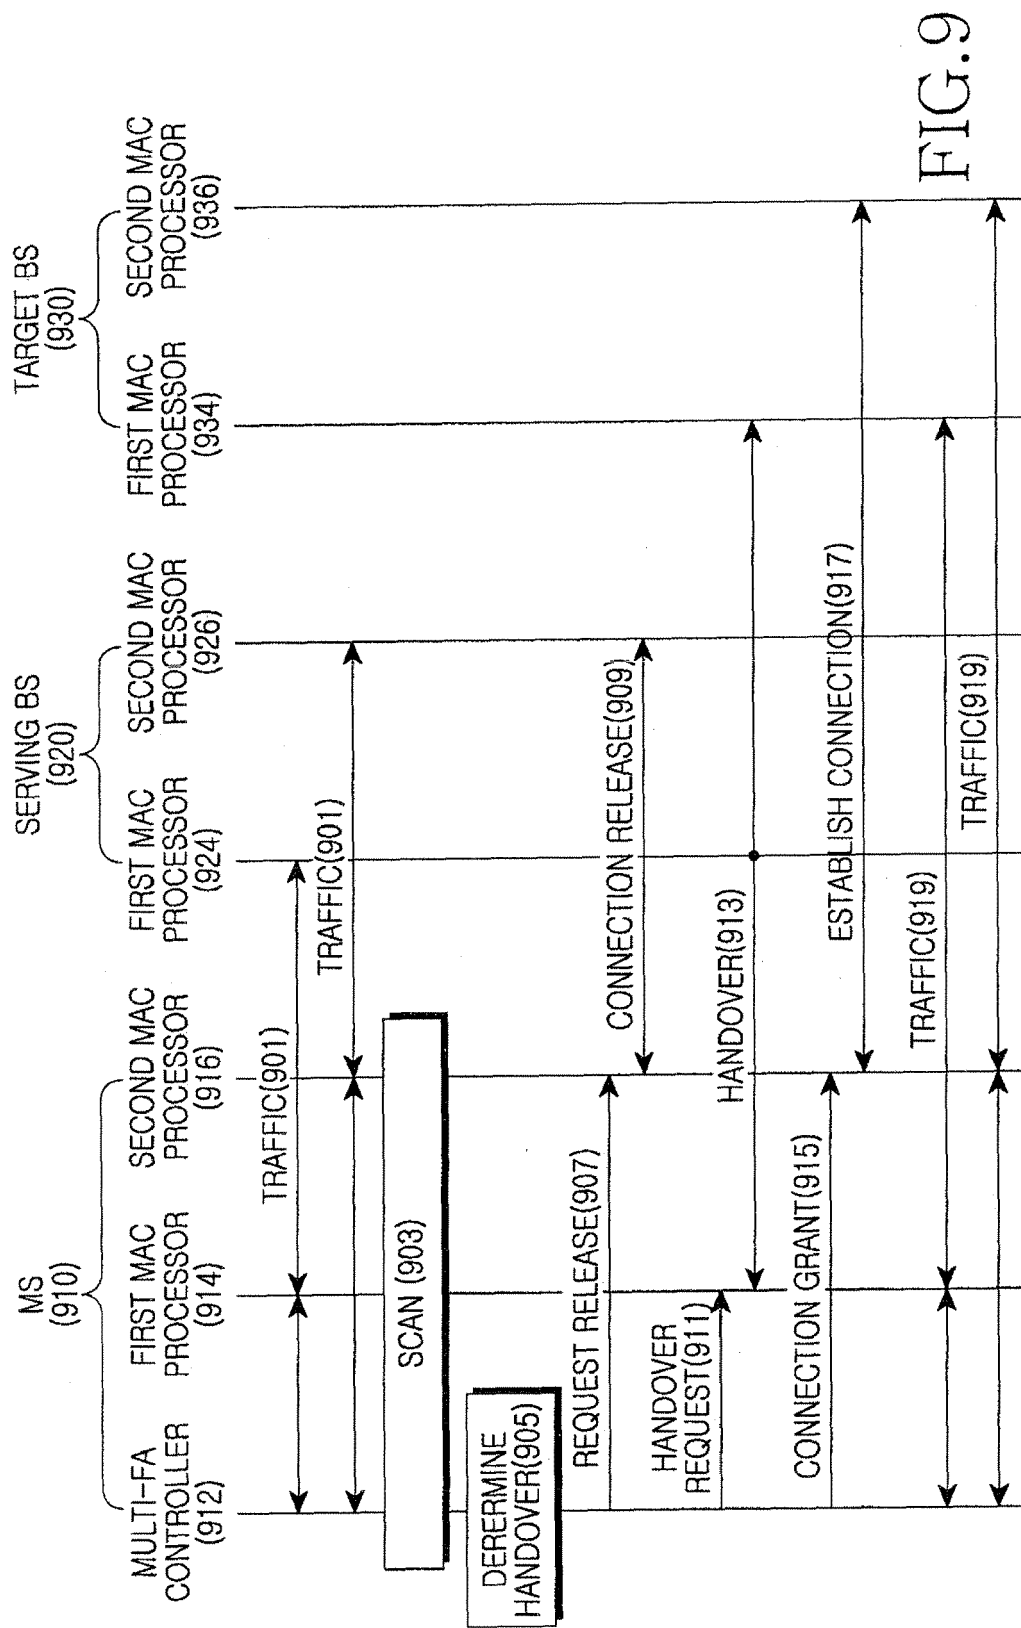 MS
(910)
SERVING BS
(920)
TARGET BS
(930)
MULTI-FA
CONTROLLER
(912)
FIRST MAC
PROCESSOR
(914)
SECOND MAC
PROCESSOR
(916)
FIRST MAC
PROCESSOR
(924)
SECOND MAC
PROCESSOR
(926)
FIRST MAC
PROCESSOR
(934)
SECOND MAC
PROCESSOR
(936)
TRAFFIC(901)
TRAFFIC(901)
SCAN (903)
DERERMINE
HANDOVER(905)
REQUEST RELEASE(907)
CONNECTION RELEASE(909)
HANDOVER
REQUEST(911)
HANDOVER(913)
CONNECTION GRANT(915)
ESTABLISH CONNECTION(917)
TRAFFIC(919)
TRAFFIC(919)
FIG.9